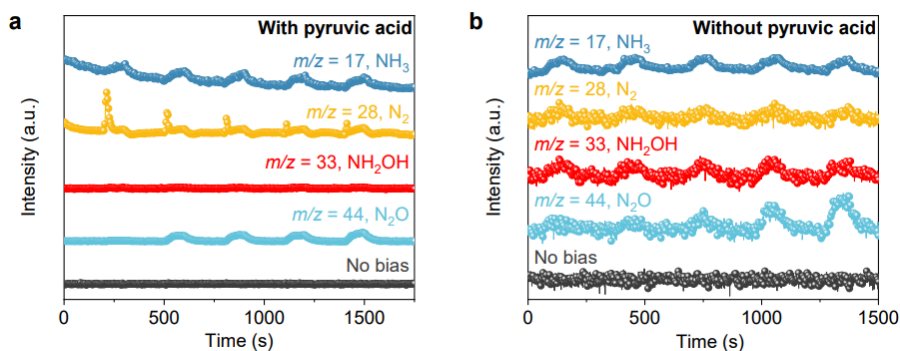 a
With pyruvic acid
m/z = 17, NH₃
m/z = 28, N₂
m/z = 33, NH₂OH
m/z = 44, N₂O
No bias
Intensity (a.u.)
0 500 1000 1500
Time (s)
b
Without pyruvic acid
m/z = 17, NH₃
m/z = 28, N₂
m/z = 33, NH₂OH
m/z = 44, N₂O
No bias
Intensity (a.u.)
0 500 1000 1500
Time (s)